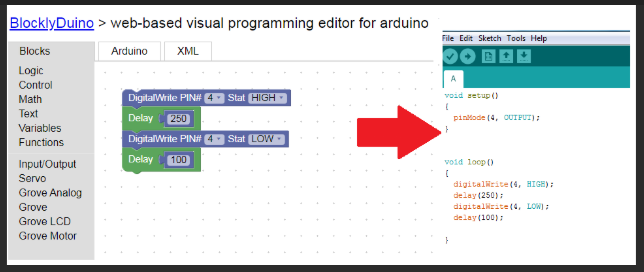 BlocklyDuino > web-based visual programming editor for arduino
Blocks
Arduino
XML
Logic
Control
Math
Text
Variables
Functions
Input/Output
Servo
Grove Analog
Grove
Grove LCD
Grove Motor
DigitalWrite PIN# 4 Stat HIGH
Delay 250
DigitalWrite PIN# 4 Stat LOW
Delay 100
File Edit Sketch Tools Help
A
void setup()
{
pinMode(4, OUTPUT);
}
void loop()
{
digitalWrite(4, HIGH);
delay(250);
digitalWrite(4, LOW);
delay(100);
}